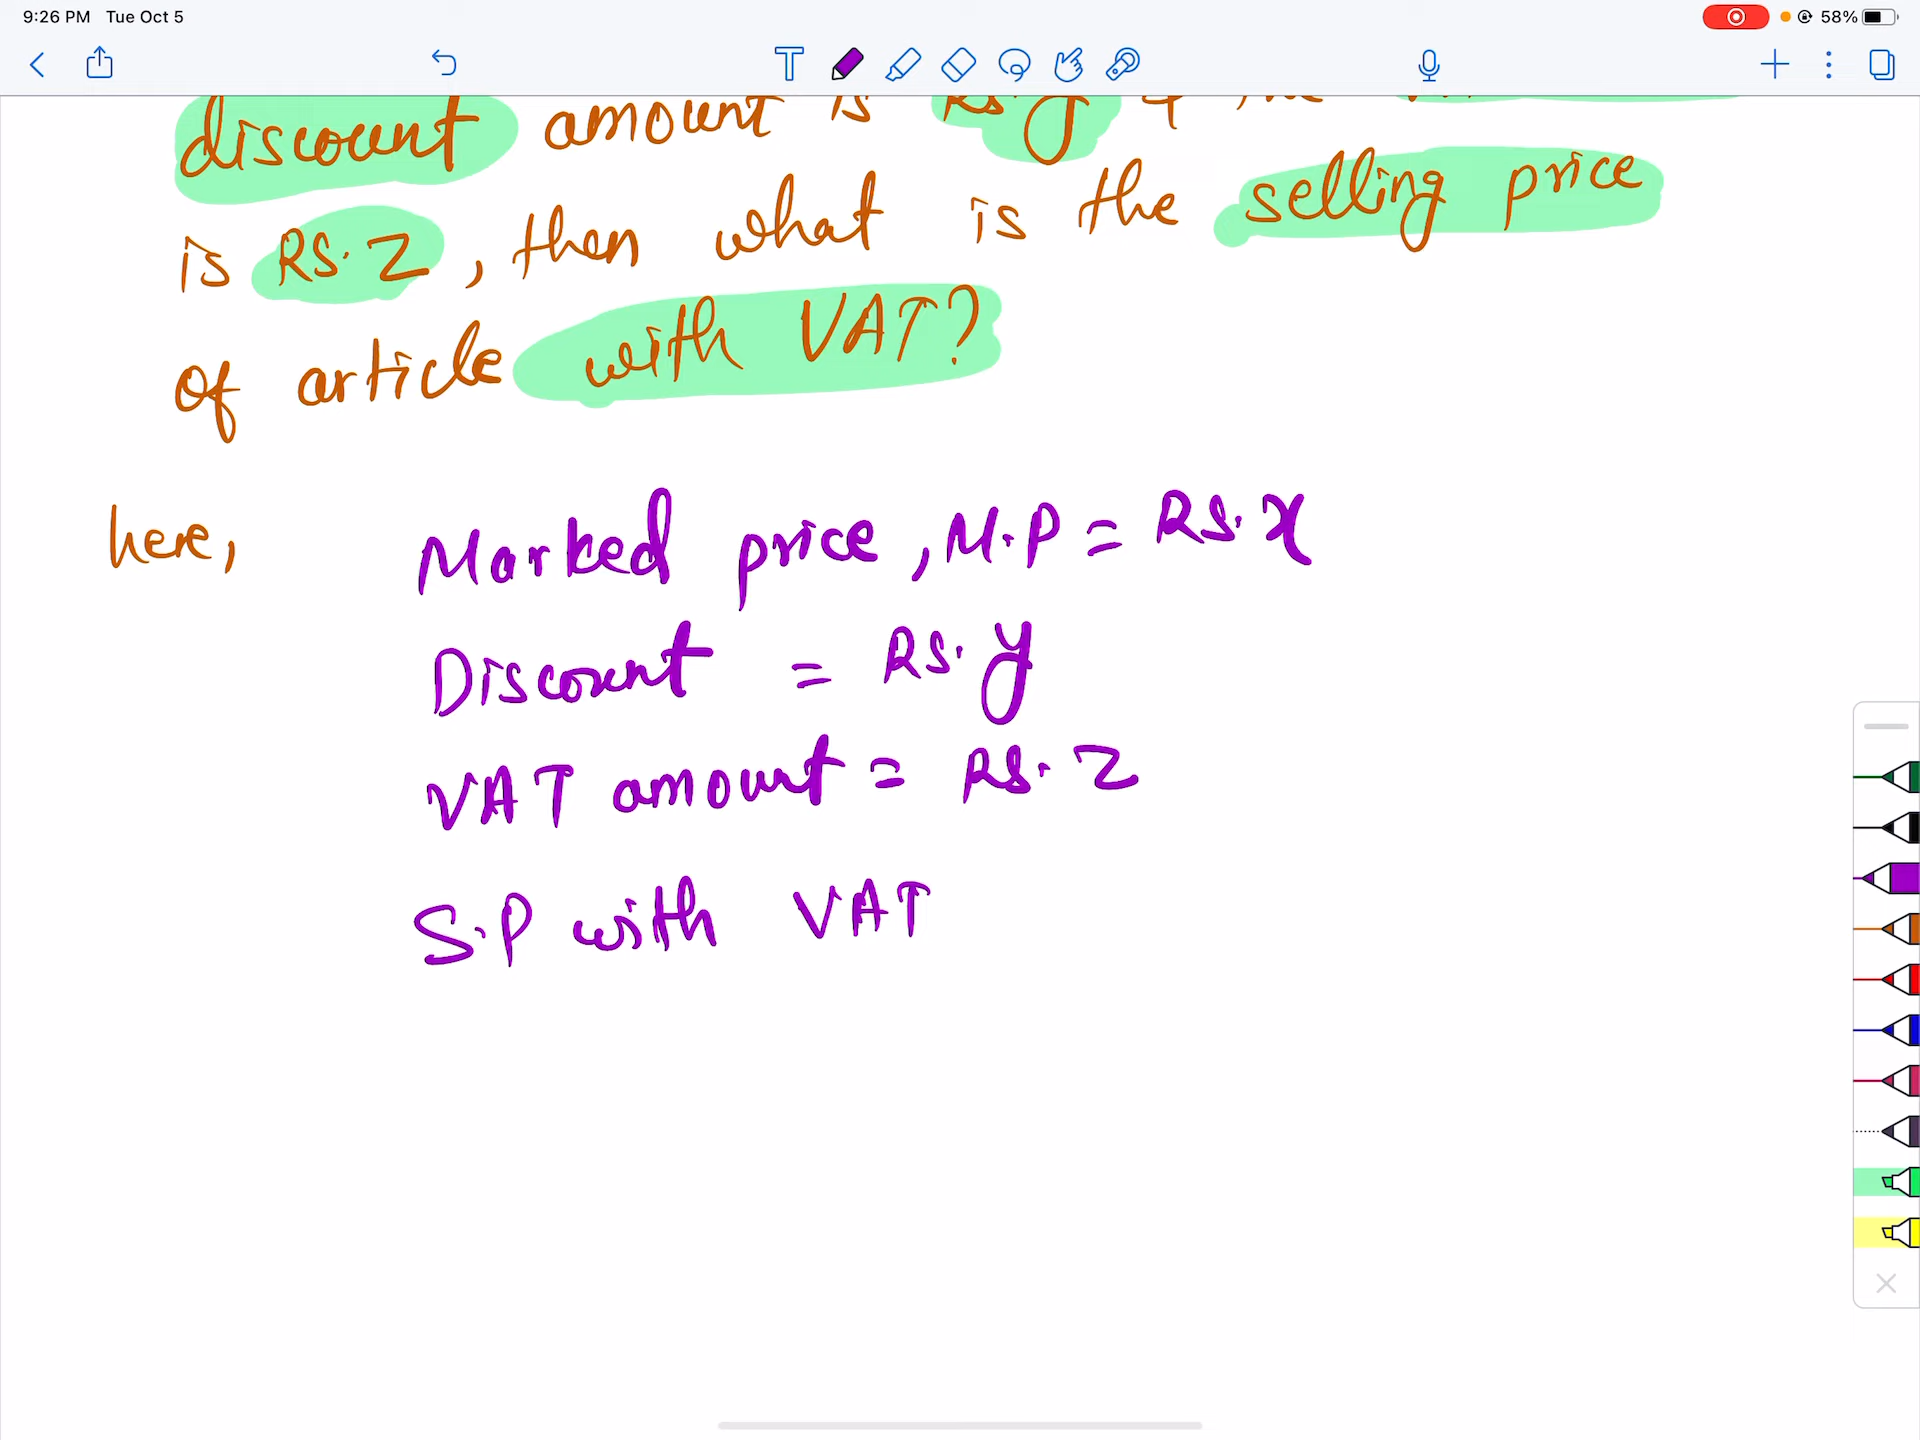 9:26 PM Tue Oct 5
58%
discount amount is Rs. y
is RS. Z, then what is the selling price
of article with VAT?
here, Marked price, M.P = RS. x
Discount = RS. y
VAT amount = RS. Z
S.P with VAT